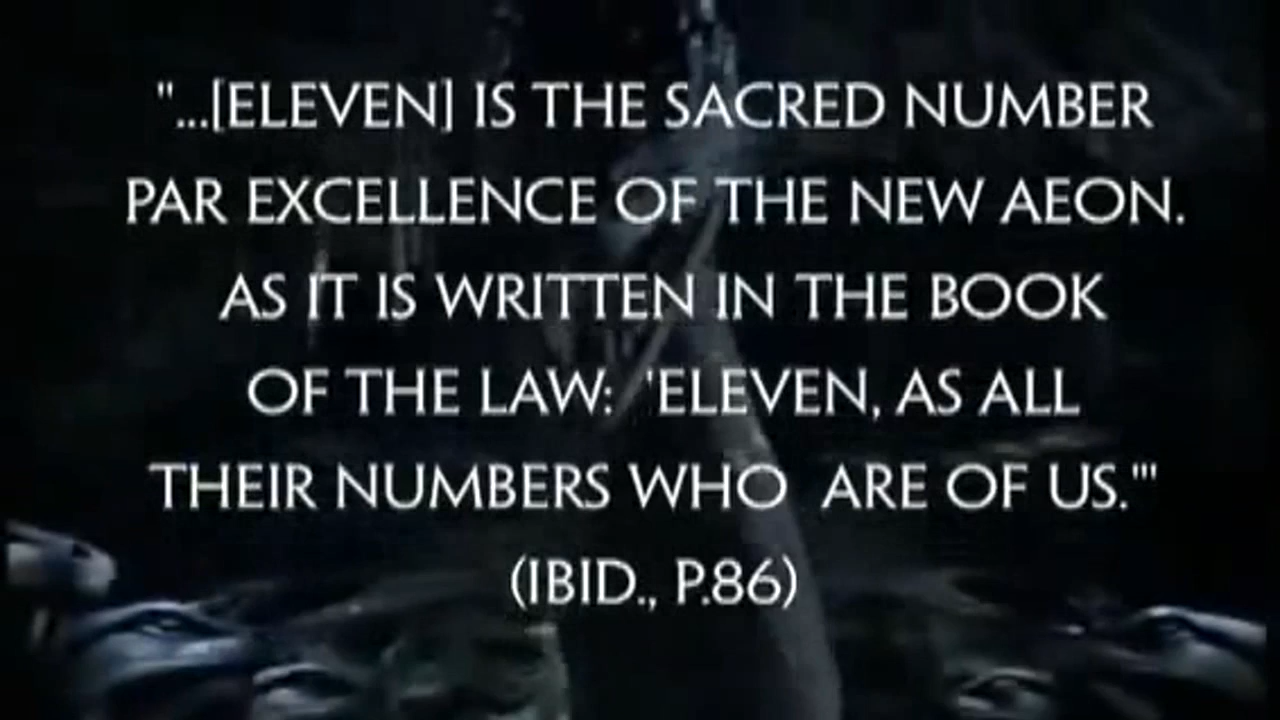 "...[ELEVEN] IS THE SACRED NUMBER
PAR EXCELLENCE OF THE NEW AEON.
AS IT IS WRITTEN IN THE BOOK
OF THE LAW: 'ELEVEN, AS ALL
THEIR NUMBERS WHO ARE OF US.'"
(IBID., P.86)